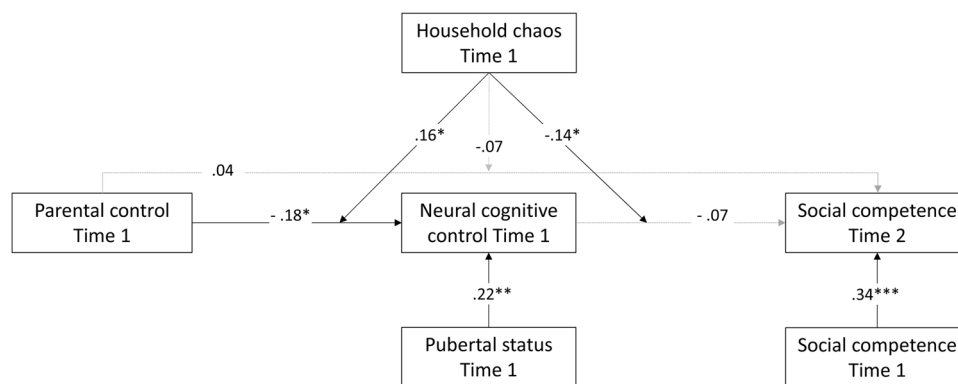 Household chaos
Time 1
.16*
-.07
-.14*
.04
Parental control
Time 1
- .18*
Neural cognitive
control Time 1
- .07
Social competence
Time 2
.22**
.34***
Pubertal status
Time 1
Social competence
Time 1